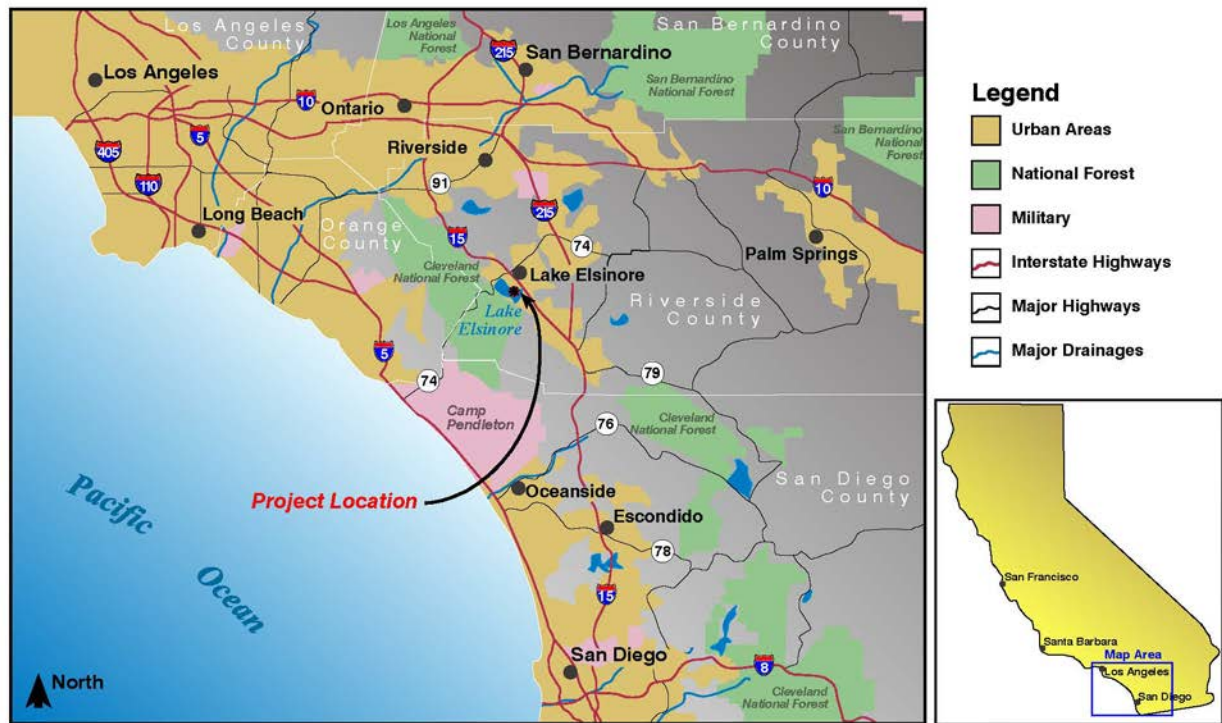 Los Angeles
County
Los Angeles
National
Forest
215
San Bernardino
San Bernardino
County
Los Angeles
10
Ontario
San Bernardino
National Forest
5
405
110
Riverside
91
San Bernardino
National
Forest
10
Long Beach
Orange
County
15
215
74
Palm Springs
Cleveland
National Forest
Lake Elsinore
Lake
Elsinore
Riverside
County
5
74
79
Camp
Pendleton
76
Cleveland
National Forest
San Diego
County
Project Location
Oceanside
Escondido
78
Pacific
Ocean
15
San Diego
8
Cleveland
National Forest
North
Legend
Urban Areas
National Forest
Military
Interstate Highways
Major Highways
Major Drainages
San Francisco
Santa Barbara
Map Area
Los Angeles
San Diego